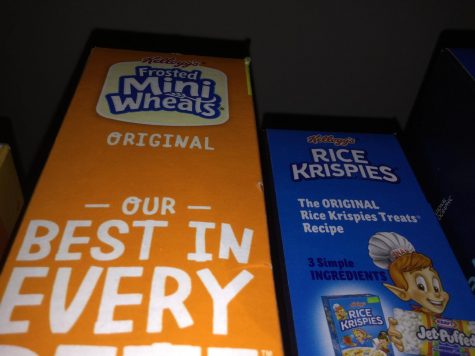 Kellogg's
Frosted
Mini
Wheats
ORIGINAL
— OUR —
BEST IN
EVERY
Kellogg's
RICE
KRISPIES
The ORIGINAL
Rice Krispies Treats®
Recipe
3 Simple
INGREDIENTS
RICE
KRISPIES
Jet-Puffed